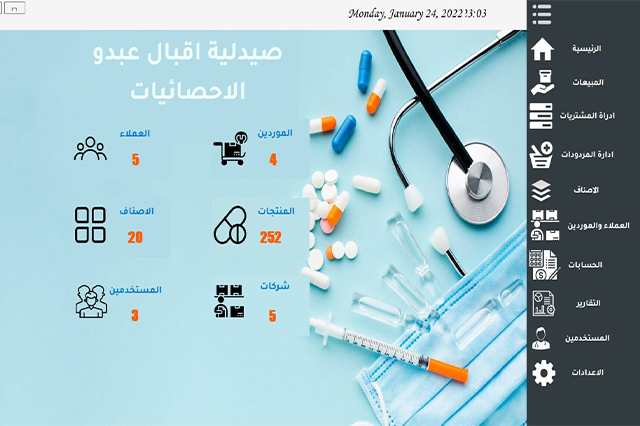 Monday, January 24, 2022 ?3:03
صيدلية اقبال عبدو
الاحصائيات
الموردين
4
العملاء
5
المنتجات
252
الاصناف
20
شركات
5
المستخدمين
3
الرئيسية
المبيعات
ادراة المشتريات
ادارة المردودات
الاصناف
العملاء والموردين
الحسابات
التقارير
المستخدمين
الاعدادات